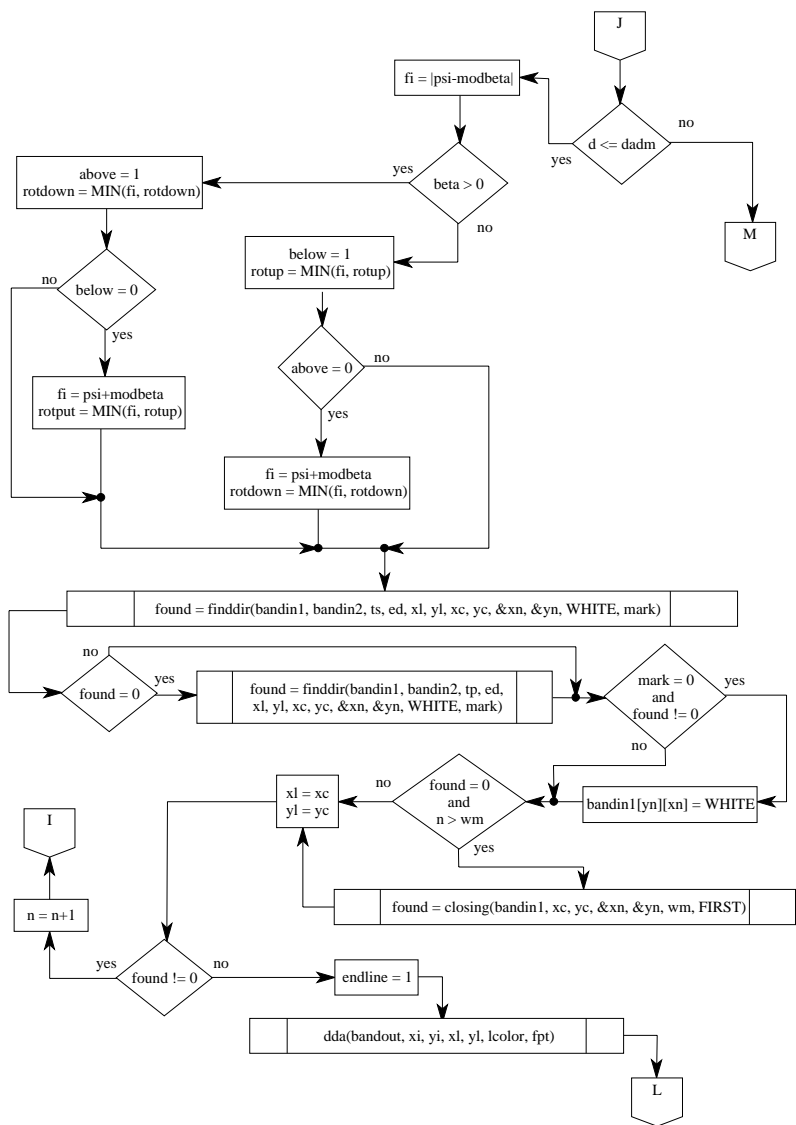 J
fi = |psi-modbeta|
d <= dadm
no
yes
M
beta > 0
yes
no
above = 1
rotdown = MIN(fi, rotdown)
below = 1
rotup = MIN(fi, rotup)
below = 0
no
yes
above = 0
no
yes
fi = psi+modbeta
rotput = MIN(fi, rotup)
fi = psi+modbeta
rotdown = MIN(fi, rotdown)
found = finddir(bandin1, bandin2, ts, ed, xl, yl, xc, yc, &xn, &yn, WHITE, mark)
no
found = 0
yes
found = finddir(bandin1, bandin2, tp, ed,
xl, yl, xc, yc, &xn, &yn, WHITE, mark)
mark = 0
and
found != 0
yes
no
bandin1[yn][xn] = WHITE
found = 0
and
n > wm
no
yes
xl = xc
yl = yc
found = closing(bandin1, xc, yc, &xn, &yn, wm, FIRST)
I
n = n+1
yes
found != 0
no
endline = 1
dda(bandout, xi, yi, xl, yl, lcolor, fpt)
L